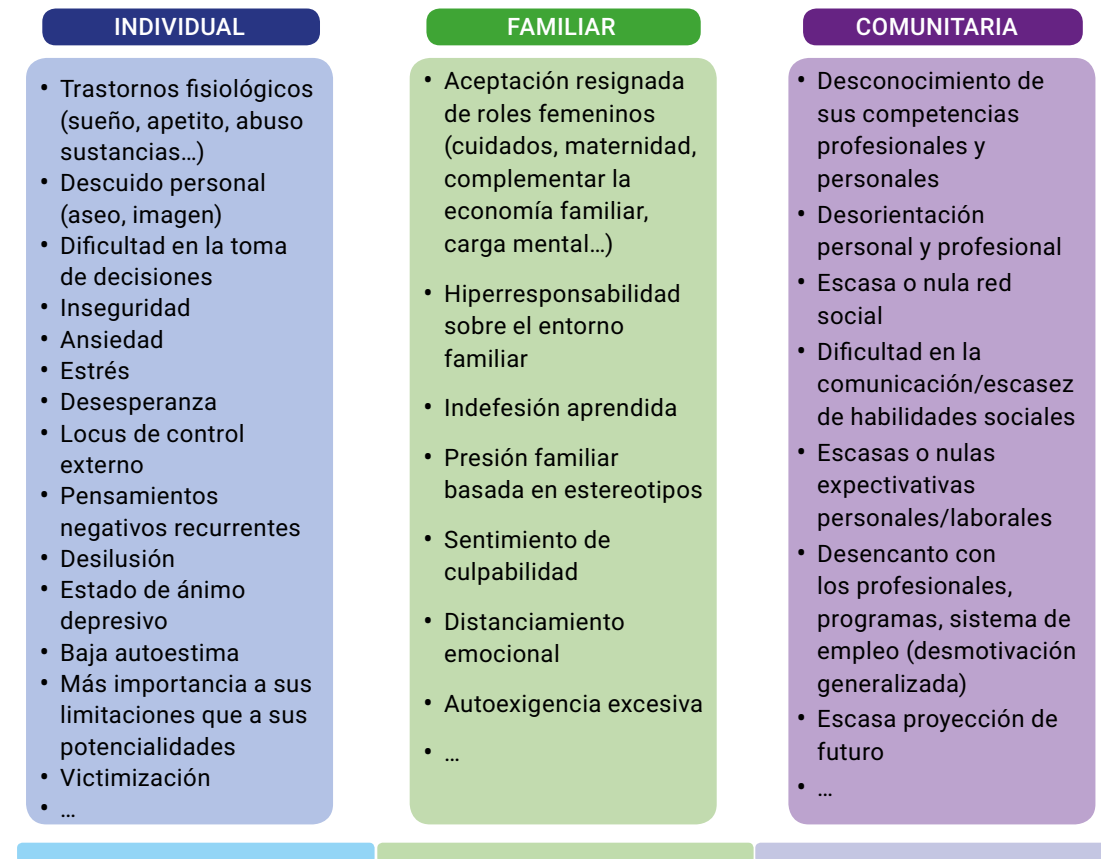 INDIVIDUAL
• Trastornos fisiológicos
(sueño, apetito, abuso
sustancias...)
• Descuido personal
(aseo, imagen)
• Dificultad en la toma
de decisiones
• Inseguridad
• Ansiedad
• Estrés
• Desesperanza
• Locus de control
externo
• Pensamientos
negativos recurrentes
• Desilusión
• Estado de ánimo
depresivo
• Baja autoestima
• Más importancia a sus
limitaciones que a sus
potencialidades
• Victimización
• ...
FAMILIAR
• Aceptación resignada
de roles femeninos
(cuidados, maternidad,
complementar la
economía familiar,
carga mental...)
• Hiperresponsabilidad
sobre el entorno
familiar
• Indefesión aprendida
• Presión familiar
basada en estereotipos
• Sentimiento de
culpabilidad
• Distanciamiento
emocional
• Autoexigencia excesiva
• ...
COMUNITARIA
• Desconocimiento de
sus competencias
profesionales y
personales
• Desorientación
personal y profesional
• Escasa o nula red
social
• Dificultad en la
comunicación/escasez
de habilidades sociales
• Escasas o nulas
expectivativas
personales/laborales
• Desencanto con
los profesionales,
programas, sistema de
empleo (desmotivación
generalizada)
• Escasa proyección de
futuro
• ...